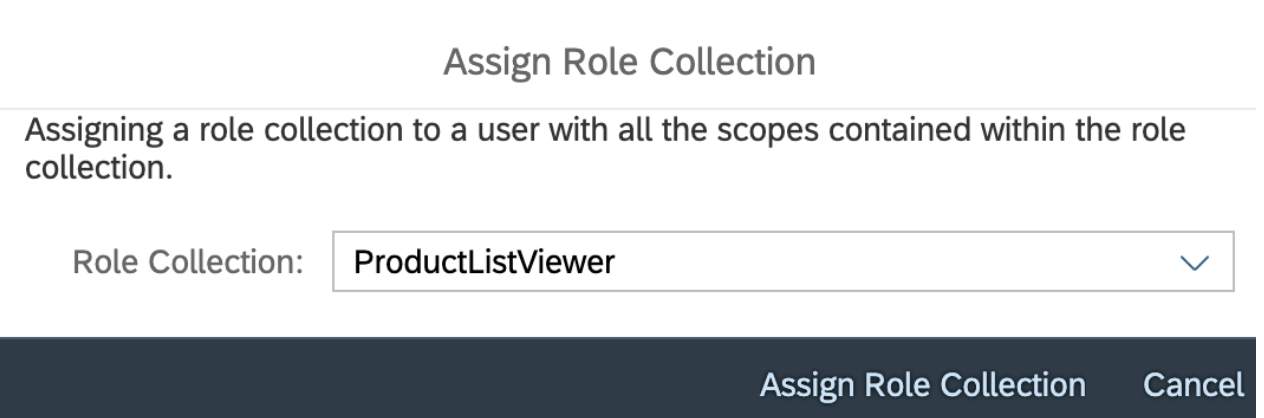 Assign Role Collection
Assigning a role collection to a user with all the scopes contained within the role
collection.
Role Collection: ProductListViewer
Assign Role Collection Cancel